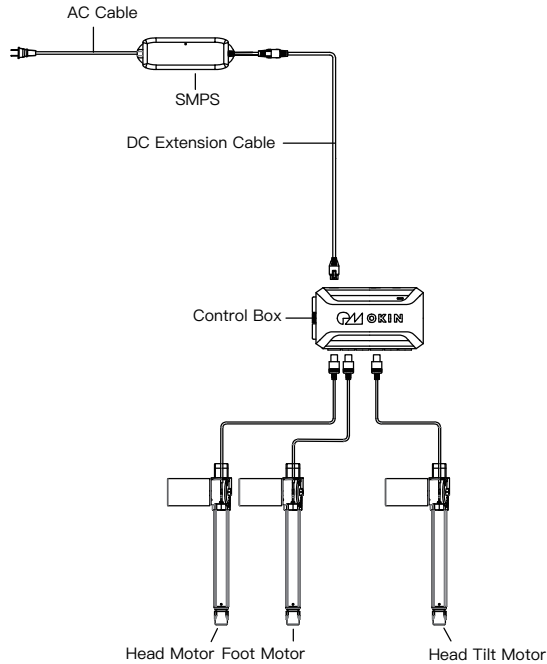 AC Cable
SMPS
DC Extension Cable
Control Box
OKIN
Head Motor
Foot Motor
Head Tilt Motor